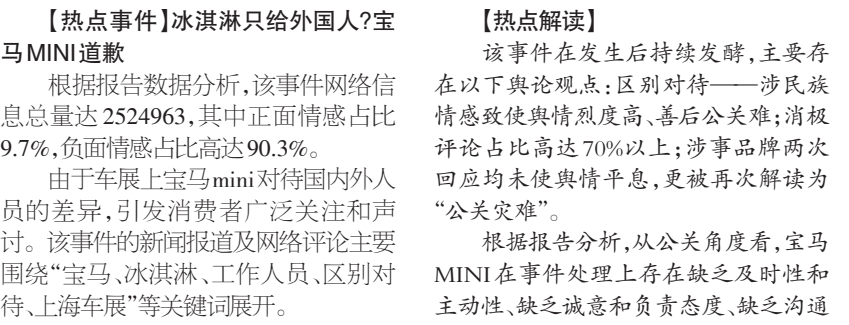 【热点事件】冰淇淋只给外国人?宝
马MINI道歉
根据报告数据分析,该事件网络信
息总量达2524963,其中正面情感占比
9.7%,负面情感占比高达90.3%。
由于车展上宝马mini对待国内外人
员的差异,引发消费者广泛关注和声
讨。该事件的新闻报道及网络评论主要
围绕“宝马、冰淇淋、工作人员、区别对
待、上海车展”等关键词展开。
【热点解读】
该事件在发生后持续发酵,主要存
在以下舆论观点:区别对待——涉民族
情感致使舆情烈度高、善后公关难;消极
评论占比高达70%以上;涉事品牌两次
回应均未使舆情平息,更被再次解读为
“公关灾难”。
根据报告分析,从公关角度看,宝马
MINI在事件处理上存在缺乏及时性和
主动性、缺乏诚意和负责态度、缺乏沟通